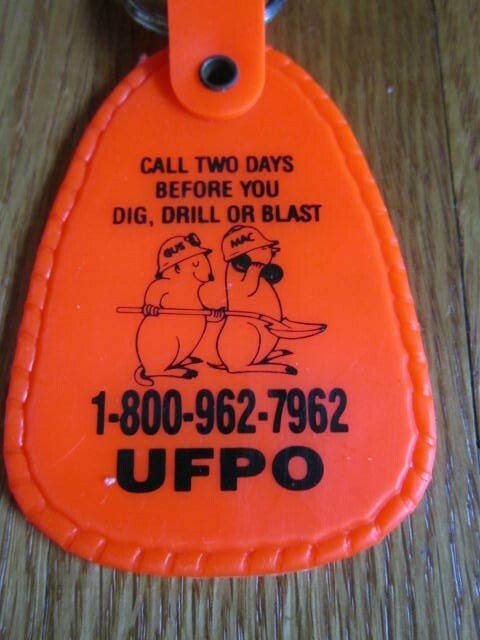 CALL TWO DAYS
BEFORE YOU
DIG, DRILL OR BLAST
GUS MAC
1-800-962-7962
UFPO